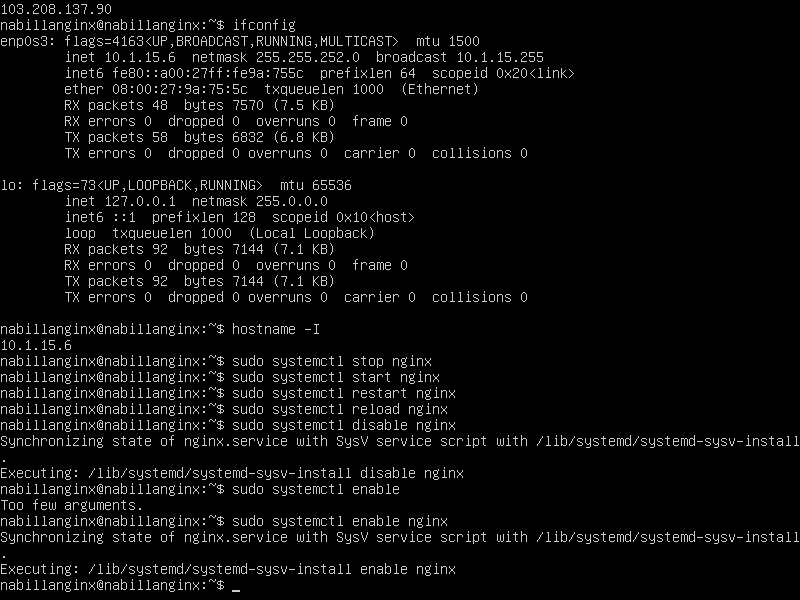 103.208.137.90
nabillanginx@nabillanginx:~$ ifconfig
enp0s3: flags=4163<UP,BROADCAST,RUNNING,MULTICAST>  mtu 1500
        inet 10.1.15.6  netmask 255.255.252.0  broadcast 10.1.15.255
        inet6 fe80::a00:27ff:fe9a:755c  prefixlen 64  scopeid 0x20<link>
        ether 08:00:27:9a:75:5c  txqueuelen 1000  (Ethernet)
        RX packets 48  bytes 7570 (7.5 KB)
        RX errors 0  dropped 0  overruns 0  frame 0
        TX packets 58  bytes 6832 (6.8 KB)
        TX errors 0  dropped 0 overruns 0  carrier 0  collisions 0

lo: flags=73<UP,LOOPBACK,RUNNING>  mtu 65536
        inet 127.0.0.1  netmask 255.0.0.0
        inet6 ::1  prefixlen 128  scopeid 0x10<host>
        loop  txqueuelen 1000  (Local Loopback)
        RX packets 92  bytes 7144 (7.1 KB)
        RX errors 0  dropped 0  overruns 0  frame 0
        TX packets 92  bytes 7144 (7.1 KB)
        TX errors 0  dropped 0 overruns 0  carrier 0  collisions 0

nabillanginx@nabillanginx:~$ hostname -I
10.1.15.6
nabillanginx@nabillanginx:~$ sudo systemctl stop nginx
nabillanginx@nabillanginx:~$ sudo systemctl start nginx
nabillanginx@nabillanginx:~$ sudo systemctl restart nginx
nabillanginx@nabillanginx:~$ sudo systemctl reload nginx
nabillanginx@nabillanginx:~$ sudo systemctl disable nginx
Synchronizing state of nginx.service with SysV service script with /lib/systemd/systemd-sysv-install
.
Executing: /lib/systemd/systemd-sysv-install disable nginx
nabillanginx@nabillanginx:~$ sudo systemctl enable
Too few arguments.
nabillanginx@nabillanginx:~$ sudo systemctl enable nginx
Synchronizing state of nginx.service with SysV service script with /lib/systemd/systemd-sysv-install
.
Executing: /lib/systemd/systemd-sysv-install enable nginx
nabillanginx@nabillanginx:~$ _